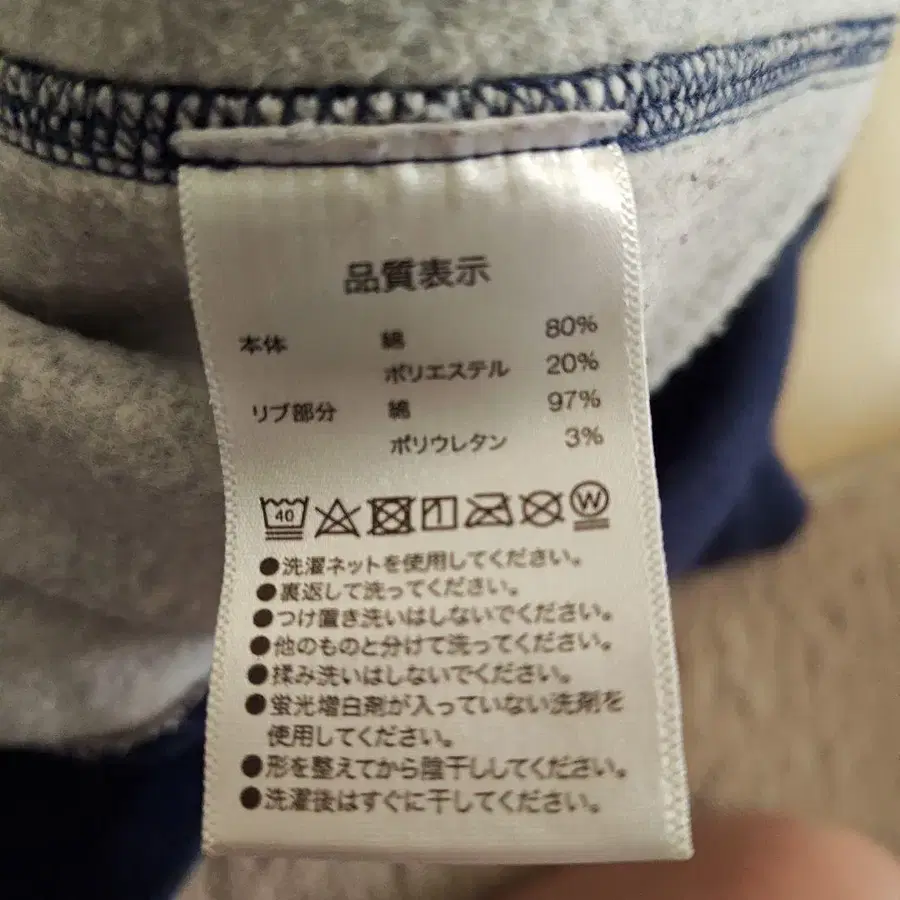 品質表示
本体 綿 80%
ポリエステル 20%
リブ部分 綿 97%
ポリウレタン 3%
40 W
●洗濯ネットを使用してください。
●裏返して洗ってください。
●つけ置き洗いはしないでください。
●他のものと分けて洗ってください。
●揉み洗いはしないでください。
●蛍光増白剤が入っていない洗剤を
使用してください。
●形を整えてから陰干ししてください。
●洗濯後はすぐに干してください。